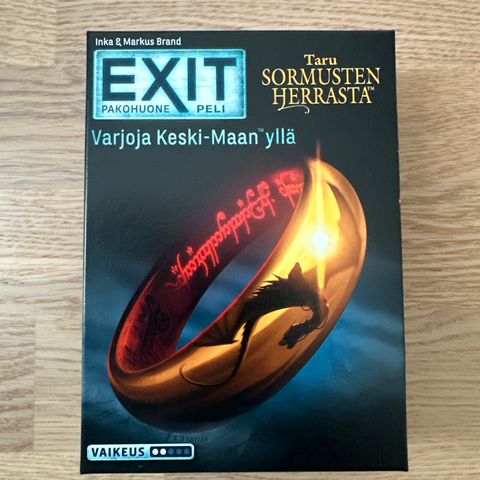 Inka & Markus Brand
EXIT
PAKOHUONE PELI
Taru
SORMUSTEN
HERRASTA™
Varjoja Keski-Maan™ yllä
VAIKEUS